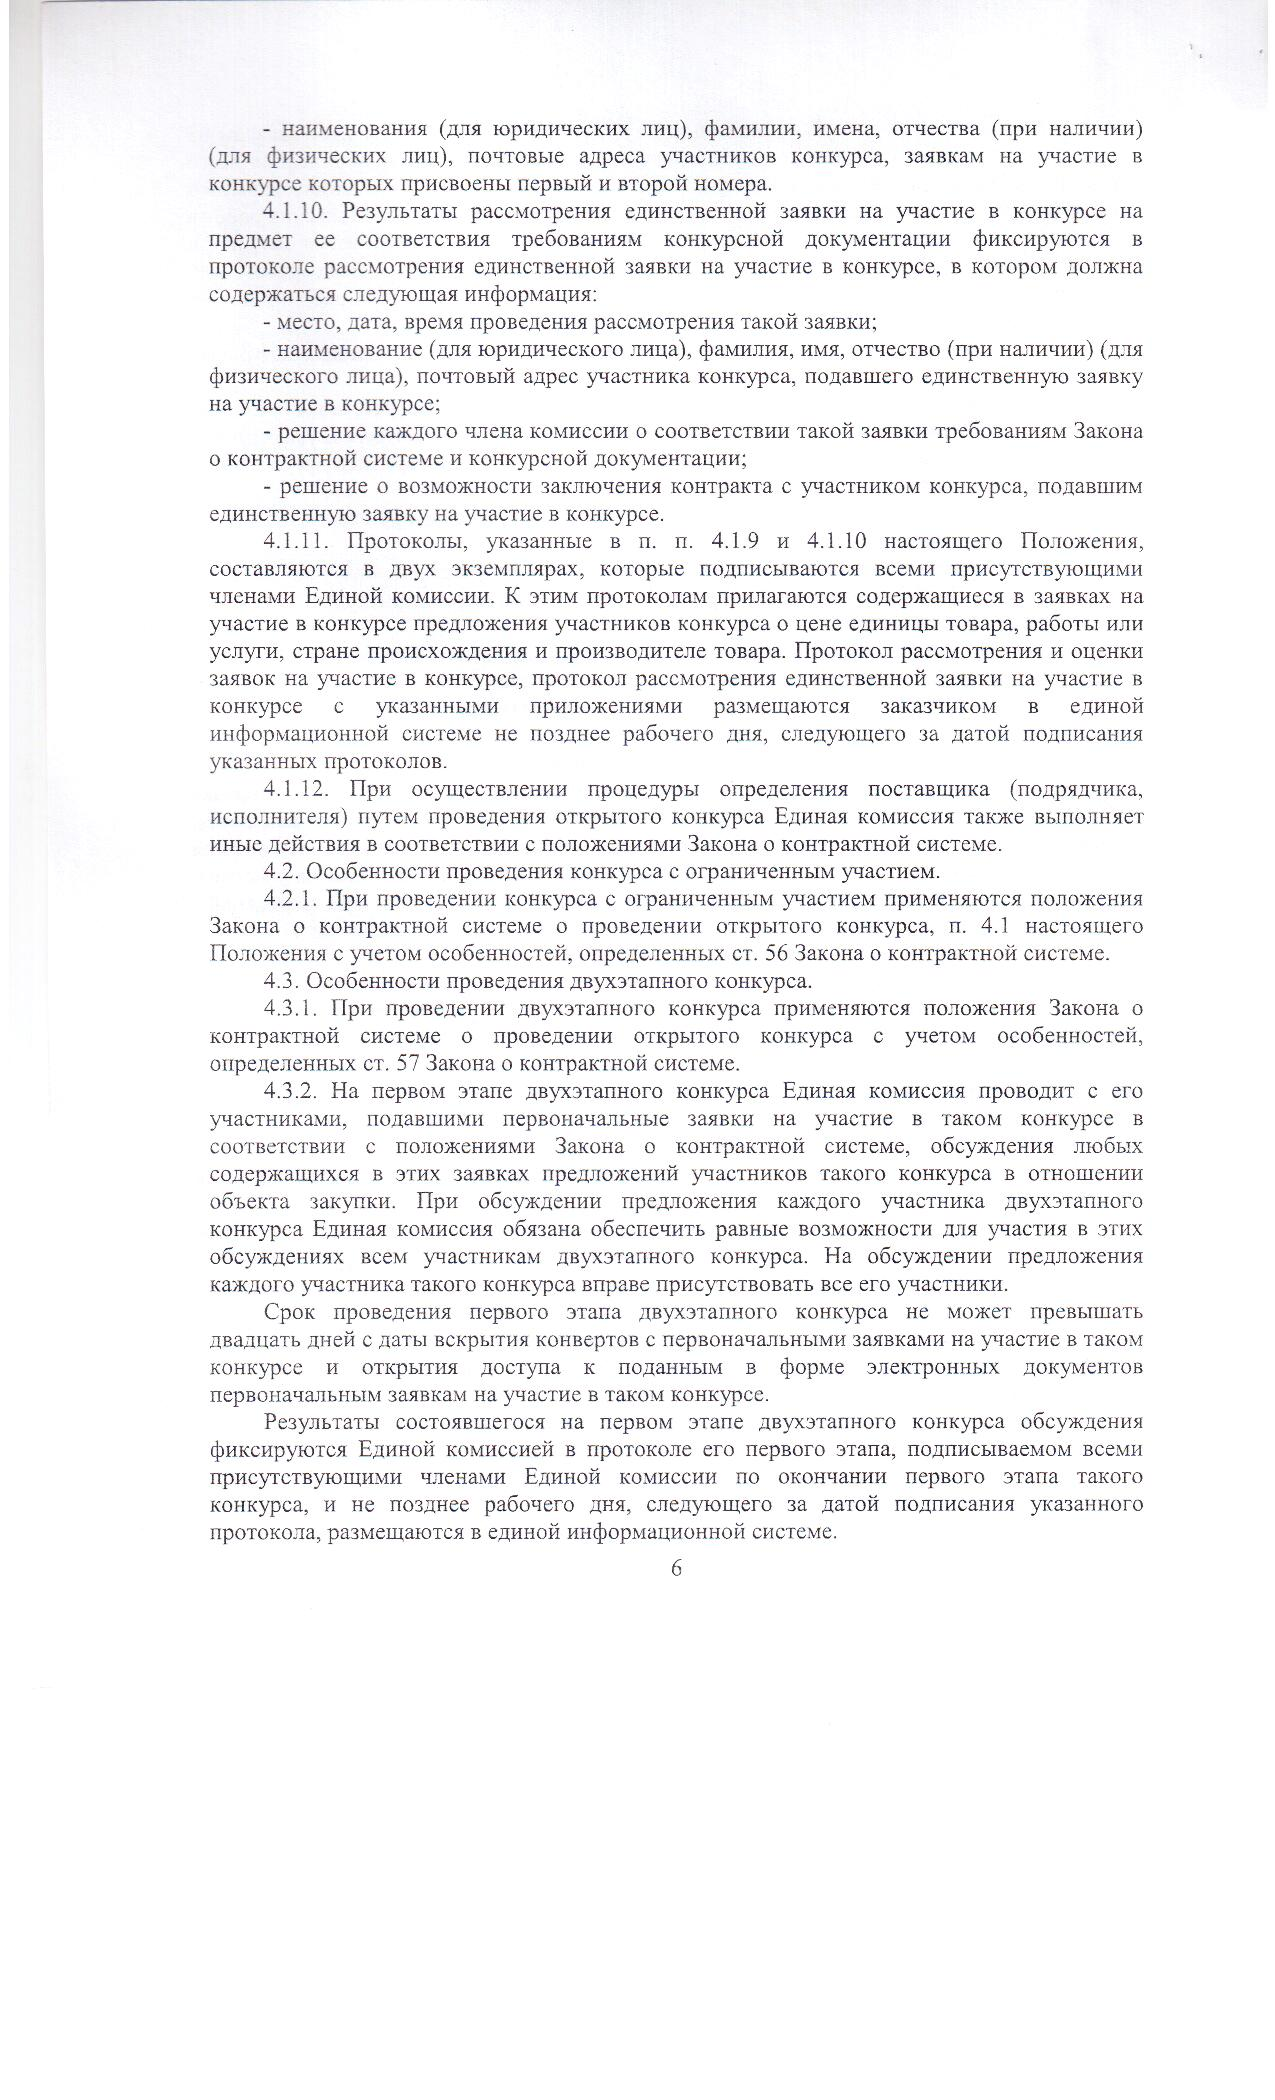 - наименования (для юридических лиц), фамилии, имена, отчества (при наличии)
(для физических лиц), почтовые адреса участников конкурса, заявкам на участие в
конкурсе которых присвоены первый и второй номера.
4.1.10. Результаты рассмотрения единственной заявки на участие в конкурсе на
предмет ее соответствия требованиям конкурсной документации фиксируются в
протоколе рассмотрения единственной заявки на участие в конкурсе, в котором должна
содержаться следующая информация:
- место, дата, время проведения рассмотрения такой заявки;
- наименование (для юридического лица), фамилия, имя, отчество (при наличии) (для
физического лица), почтовый адрес участника конкурса, подавшего единственную заявку
на участие в конкурсе;
- решение каждого члена комиссии о соответствии такой заявки требованиям Закона
о контрактной системе и конкурсной документации;
- решение о возможности заключения контракта с участником конкурса, подавшим
единственную заявку на участие в конкурсе.
4.1.11. Протоколы, указанные в п. п. 4.1.9 и 4.1.10 настоящего Положения,
составляются в двух экземплярах, которые подписываются всеми присутствующими
членами Единой комиссии. К этим протоколам прилагаются содержащиеся в заявках на
участие в конкурсе предложения участников конкурса о цене единицы товара, работы или
услуги, стране происхождения и производителе товара. Протокол рассмотрения и оценки
заявок на участие в конкурсе, протокол рассмотрения единственной заявки на участие в
конкурсе с указанными приложениями размещаются заказчиком в единой
информационной системе не позднее рабочего дня, следующего за датой подписания
указанных протоколов.
4.1.12. При осуществлении процедуры определения поставщика (подрядчика,
исполнителя) путем проведения открытого конкурса Единая комиссия также выполняет
иные действия в соответствии с положениями Закона о контрактной системе.
4.2. Особенности проведения конкурса с ограниченным участием.
4.2.1. При проведении конкурса с ограниченным участием применяются положения
Закона о контрактной системе о проведении открытого конкурса, п. 4.1 настоящего
Положения с учетом особенностей, определенных ст. 56 Закона о контрактной системе.
4.3. Особенности проведения двухэтапного конкурса.
4.3.1. При проведении двухэтапного конкурса применяются положения Закона о
контрактной системе о проведении открытого конкурса с учетом особенностей,
определенных ст. 57 Закона о контрактной системе.
4.3.2. На первом этапе двухэтапного конкурса Единая комиссия проводит с его
участниками, подавшими первоначальные заявки на участие в таком конкурсе в
соответствии с положениями Закона о контрактной системе, обсуждения любых
содержащихся в этих заявках предложений участников такого конкурса в отношении
объекта закупки. При обсуждении предложения каждого участника двухэтапного
конкурса Единая комиссия обязана обеспечить равные возможности для участия в этих
обсуждениях всем участникам двухэтапного конкурса. На обсуждении предложения
каждого участника такого конкурса вправе присутствовать все его участники.
Срок проведения первого этапа двухэтапного конкурса не может превышать
двадцать дней с даты вскрытия конвертов с первоначальными заявками на участие в таком
конкурсе и открытия доступа к поданным в форме электронных документов
первоначальным заявкам на участие в таком конкурсе.
Результаты состоявшегося на первом этапе двухэтапного конкурса обсуждения
фиксируются Единой комиссией в протоколе его первого этапа, подписываемом всеми
присутствующими членами Единой комиссии по окончании первого этапа такого
конкурса, и не позднее рабочего дня, следующего за датой подписания указанного
протокола, размещаются в единой информационной системе.
6